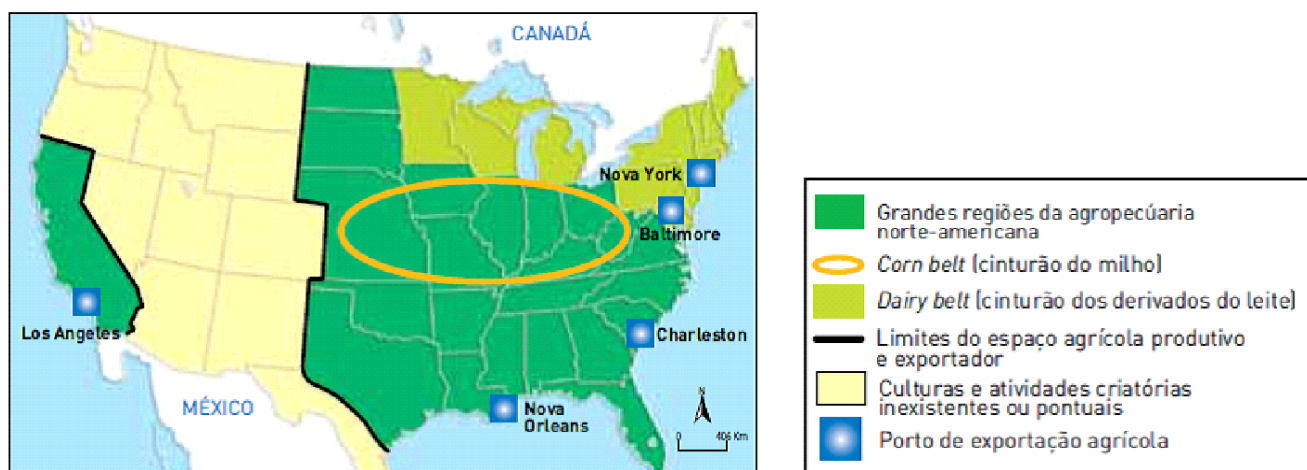 CANADÁ
Nova York
Baltimore
Los Angeles
Charleston
MÉXICO
Nova
Orleans
N
0 406 Km
Grandes regiões da agropecúaria
norte-americana
Corn belt (cinturão do milho)
Dairy belt (cinturão dos derivados do leite)
Limites do espaço agrícola produtivo
e exportador
Culturas e atividades criatórias
inexistentes ou pontuais
Porto de exportação agrícola